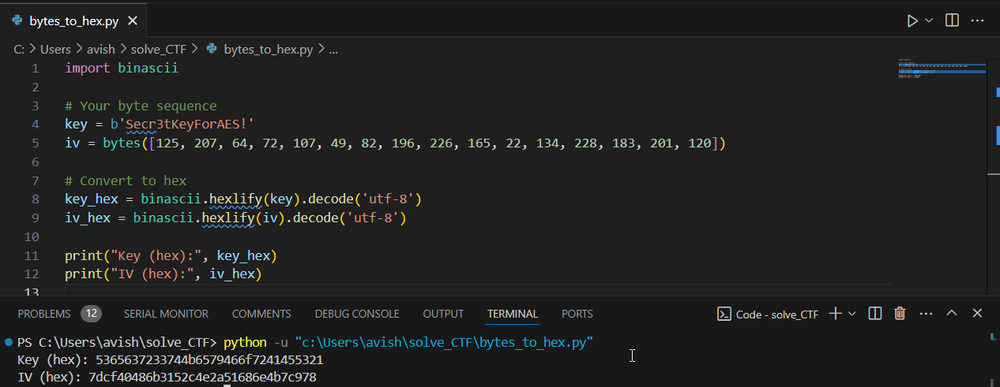 bytes_to_hex.py
C: > Users > avish > solve_CTF > bytes_to_hex.py > ...
1 import binascii
2
3 # Your byte sequence
4 key = b'Secr3tKeyForAES!'
5 iv = bytes([125, 207, 64, 72, 107, 49, 82, 196, 226, 165, 22, 134, 228, 183, 201, 120])
6
7 # Convert to hex
8 key_hex = binascii.hexlify(key).decode('utf-8')
9 iv_hex = binascii.hexlify(iv).decode('utf-8')
10
11 print("Key (hex):", key_hex)
12 print("IV (hex):", iv_hex)
13
PROBLEMS 12 SERIAL MONITOR COMMENTS DEBUG CONSOLE OUTPUT TERMINAL PORTS Code - solve_CTF
PS C:\Users\avish\solve_CTF> python -u "c:\Users\avish\solve_CTF\bytes_to_hex.py"
Key (hex): 5365637233744b6579466f7241455321
IV (hex): 7dcf40486b3152c4e2a51686e4b7c978